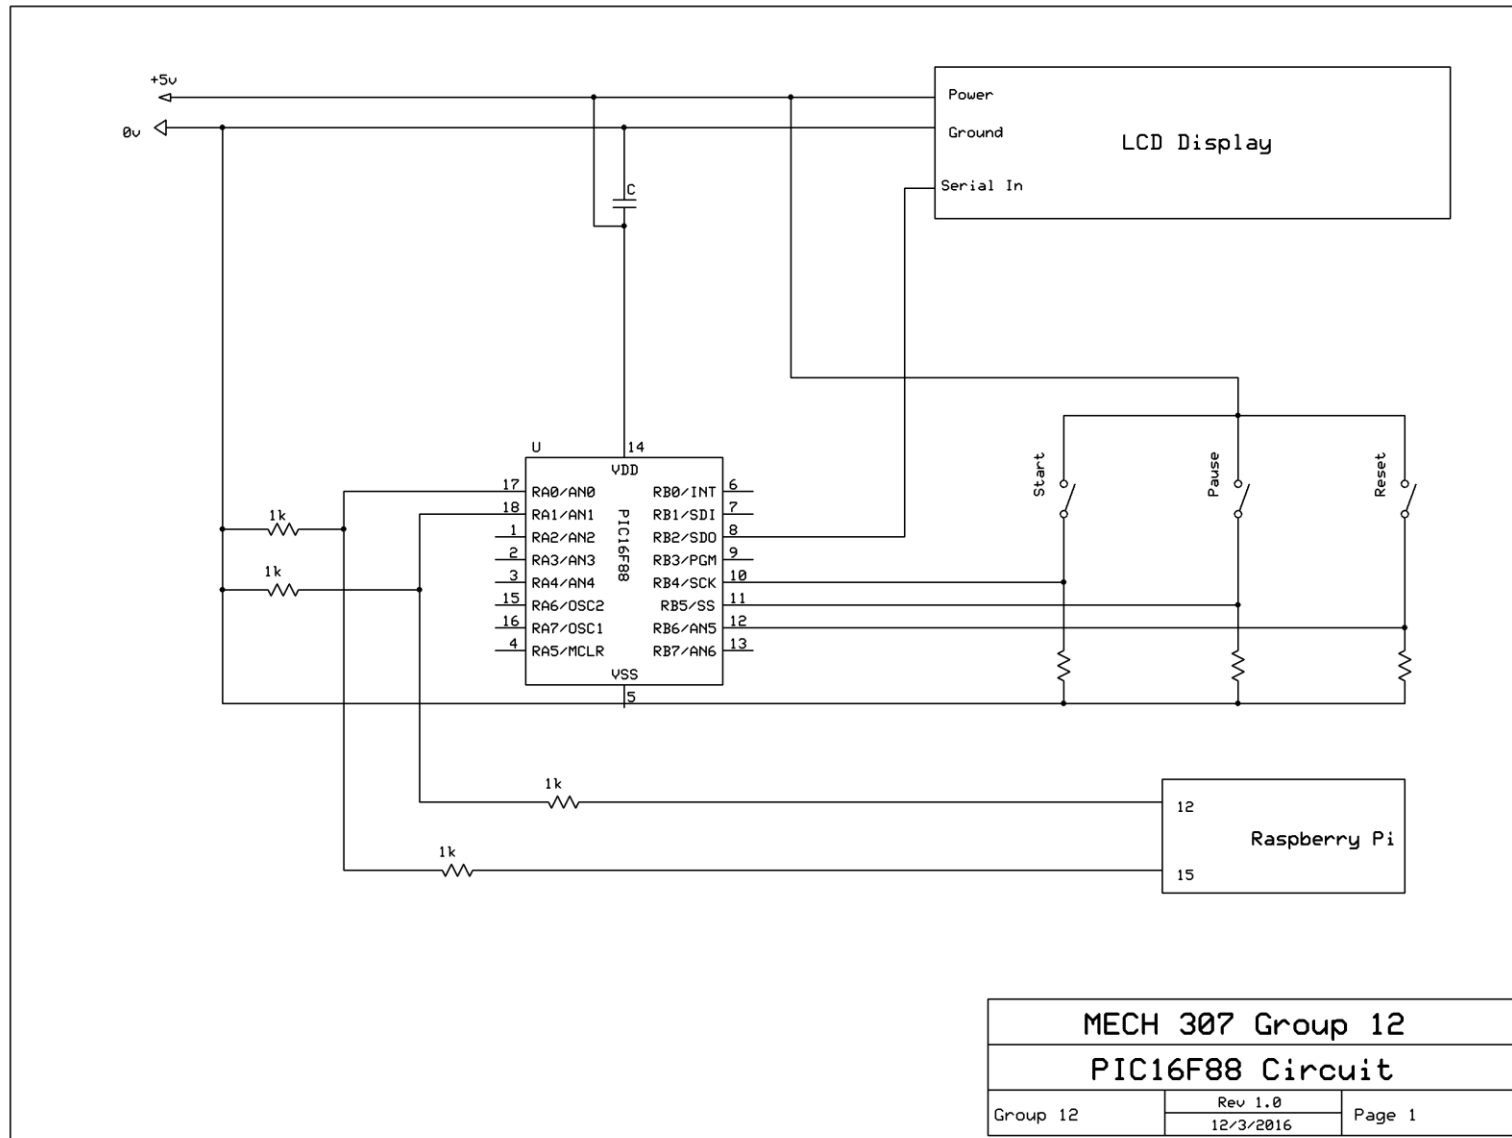 +5v
0v
Power
Ground
LCD Display
Serial In
C
U
14
VDD
Start
Pause
Reset
17
RA0/AN0
RB0/INT
6
18
RA1/AN1
RB1/SDI
7
1
RA2/AN2
RB2/SDO
8
2
RA3/AN3
RB3/PGM
9
3
RA4/AN4
RB4/SCK
10
15
RA6/OSC2
RB5/SS
11
16
RA7/OSC1
RB6/AN5
12
4
RA5/MCLR
RB7/AN6
13
PIC16F88
VSS
5
1k
1k
1k
1k
12
Raspberry Pi
15
MECH 307 Group 12
PIC16F88 Circuit
Group 12
Rev 1.0
12/3/2016
Page 1